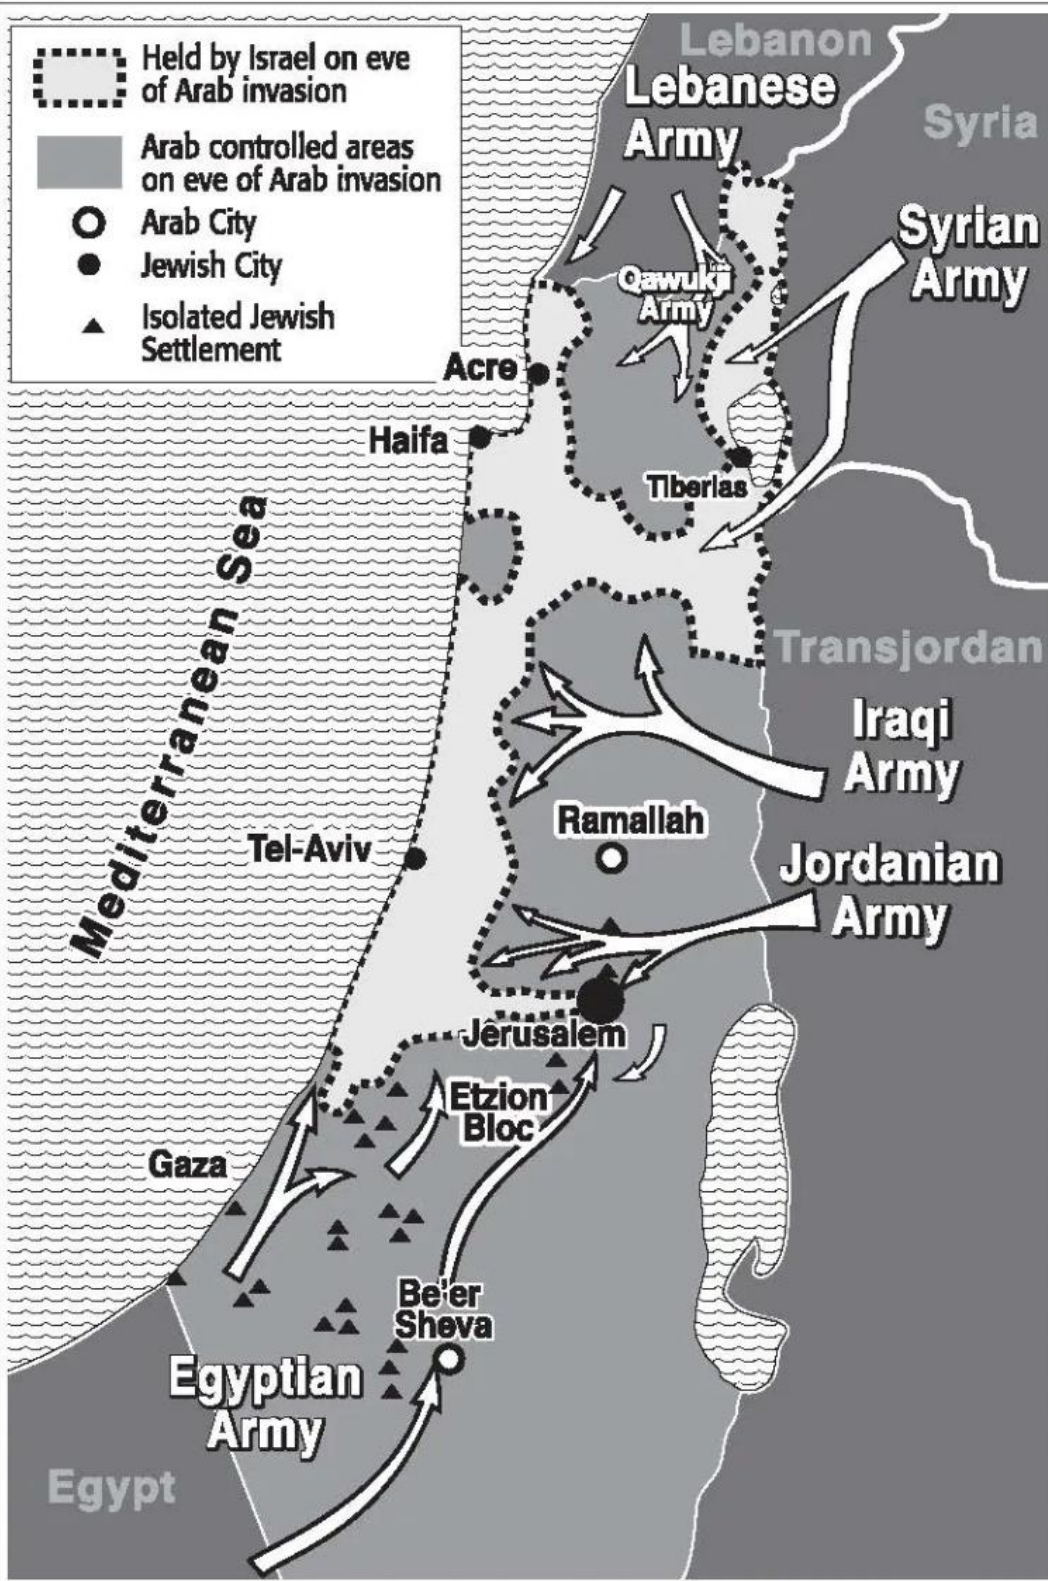 Held by Israel on eve
of Arab invasion
Arab controlled areas
on eve of Arab invasion
Arab City
Jewish City
Isolated Jewish
Settlement
Lebanon
Lebanese
Army
Syria
Syrian
Army
Qawukji
Army
Acre
Haifa
Tiberias
Mediterranean Sea
Transjordan
Iraqi
Army
Ramallah
Tel-Aviv
Jordanian
Army
Jerusalem
Etzion
Bloc
Gaza
Be'er
Sheva
Egyptian
Army
Egypt